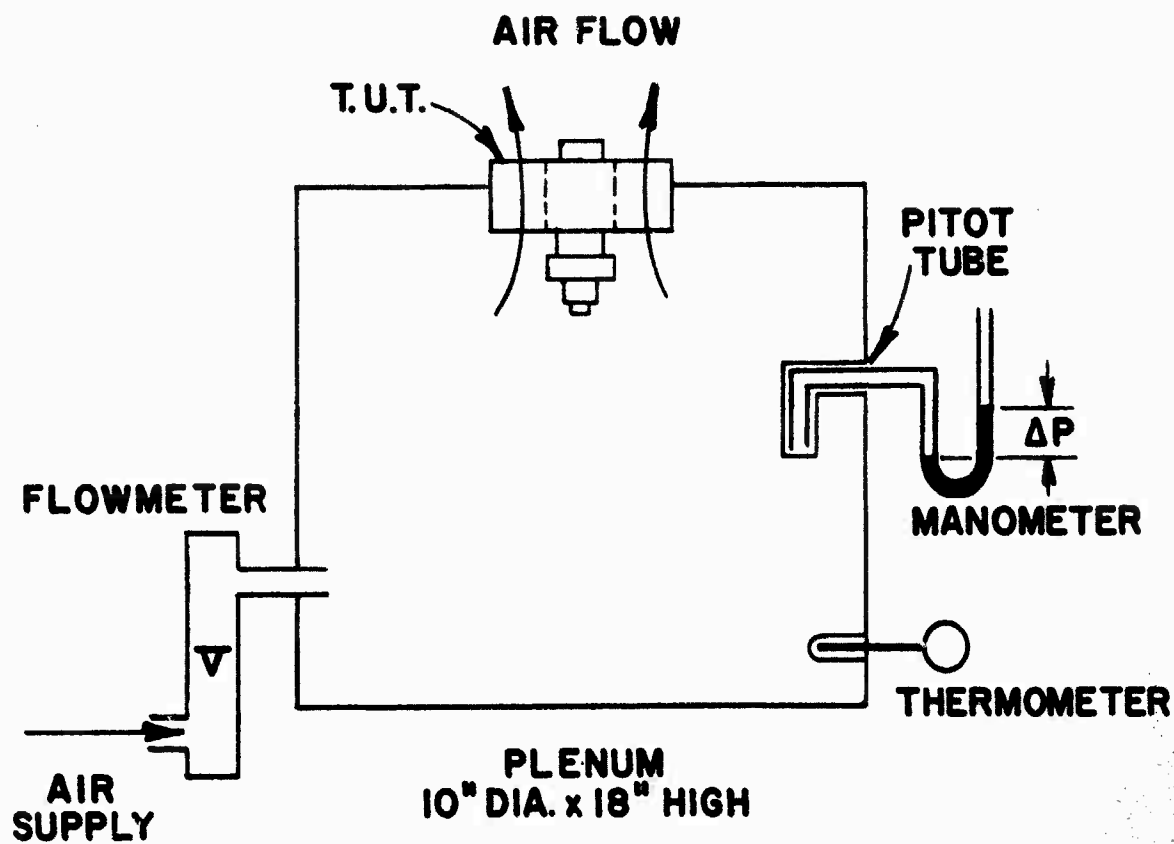 AIR FLOW
T.U.T.
PITOT
TUBE
ΔP
FLOWMETER
MANOMETER
THERMOMETER
PLENUM
10" DIA. x 18" HIGH
AIR
SUPPLY